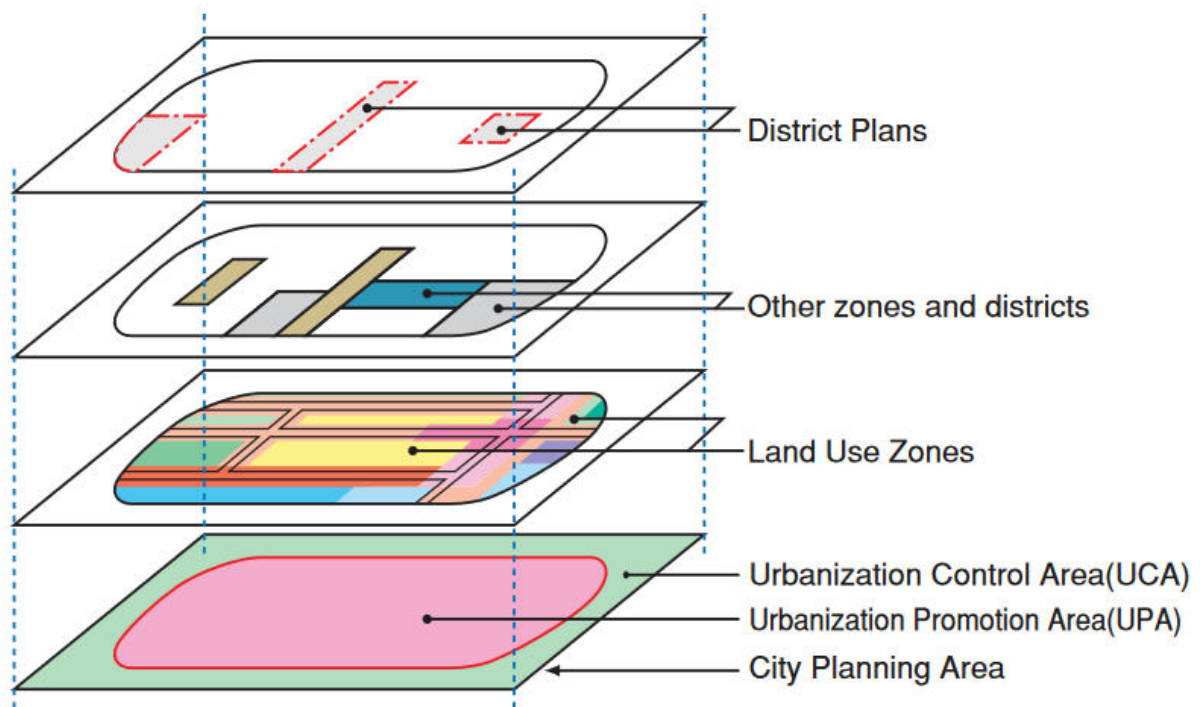 District Plans
Other zones and districts
Land Use Zones
Urbanization Control Area(UCA)
Urbanization Promotion Area(UPA)
City Planning Area